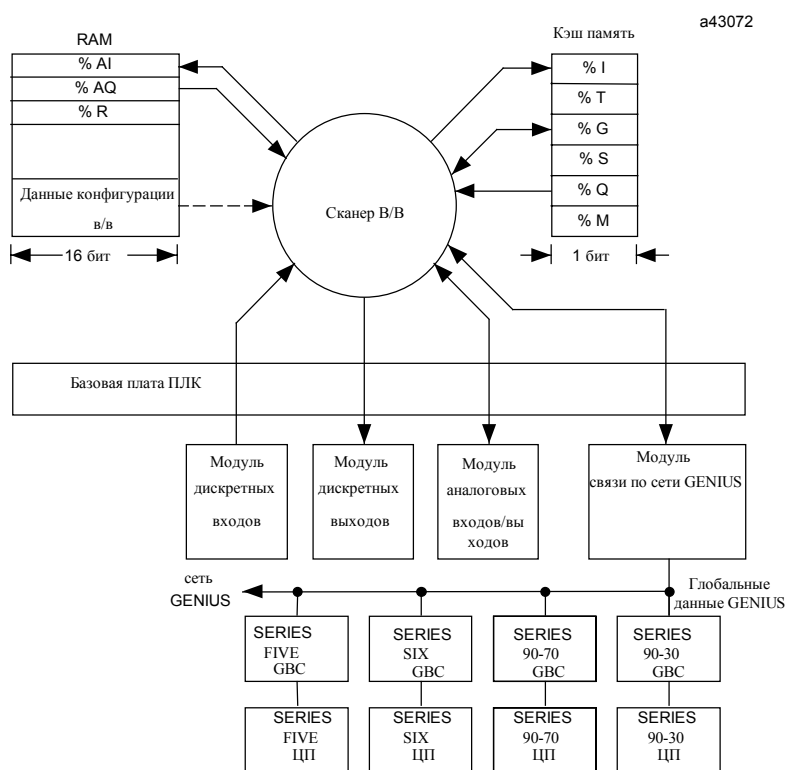 a43072
RAM
% AI
% AQ
% R
Данные конфигурации
в/в
16 бит
Кэш память
% I
% T
% G
% S
% Q
% M
1 бит
Сканер В/В
Базовая плата ПЛК
Модуль
дискретных
входов
Модуль
дискретных
выходов
Модуль
аналоговых
входов/вы
ходов
Модуль
связи по сети GENIUS
сеть
GENIUS
Глобальные
данные GENIUS
SERIES
FIVE
GBC
SERIES
SIX
GBC
SERIES
90-70
GBC
SERIES
90-30
GBC
SERIES
FIVE
ЦП
SERIES
SIX
ЦП
SERIES
90-70
ЦП
SERIES
90-30
ЦП